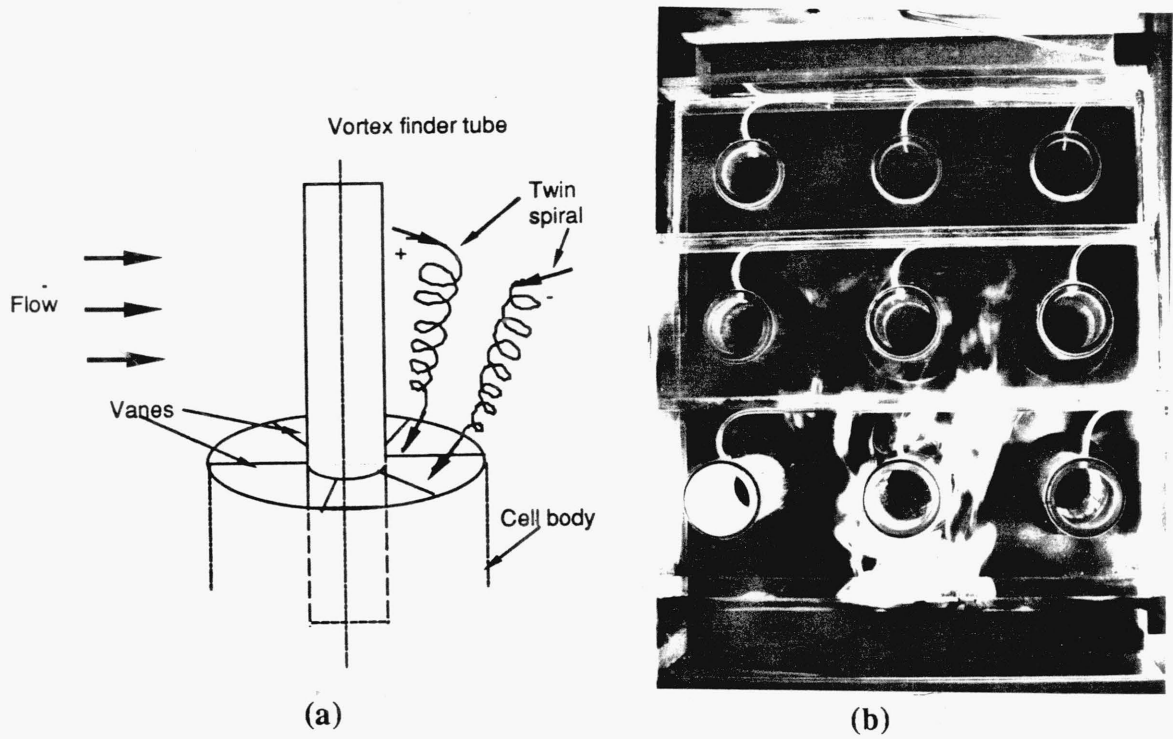 Vortex finder tube
Twin
spiral
+
-
Flow
Vanes
Cell body
(a)
(b)